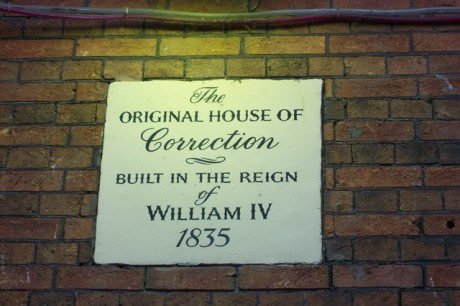 The
ORIGINAL HOUSE OF
Correction
BUILT IN THE REIGN
of
WILLIAM IV
1835